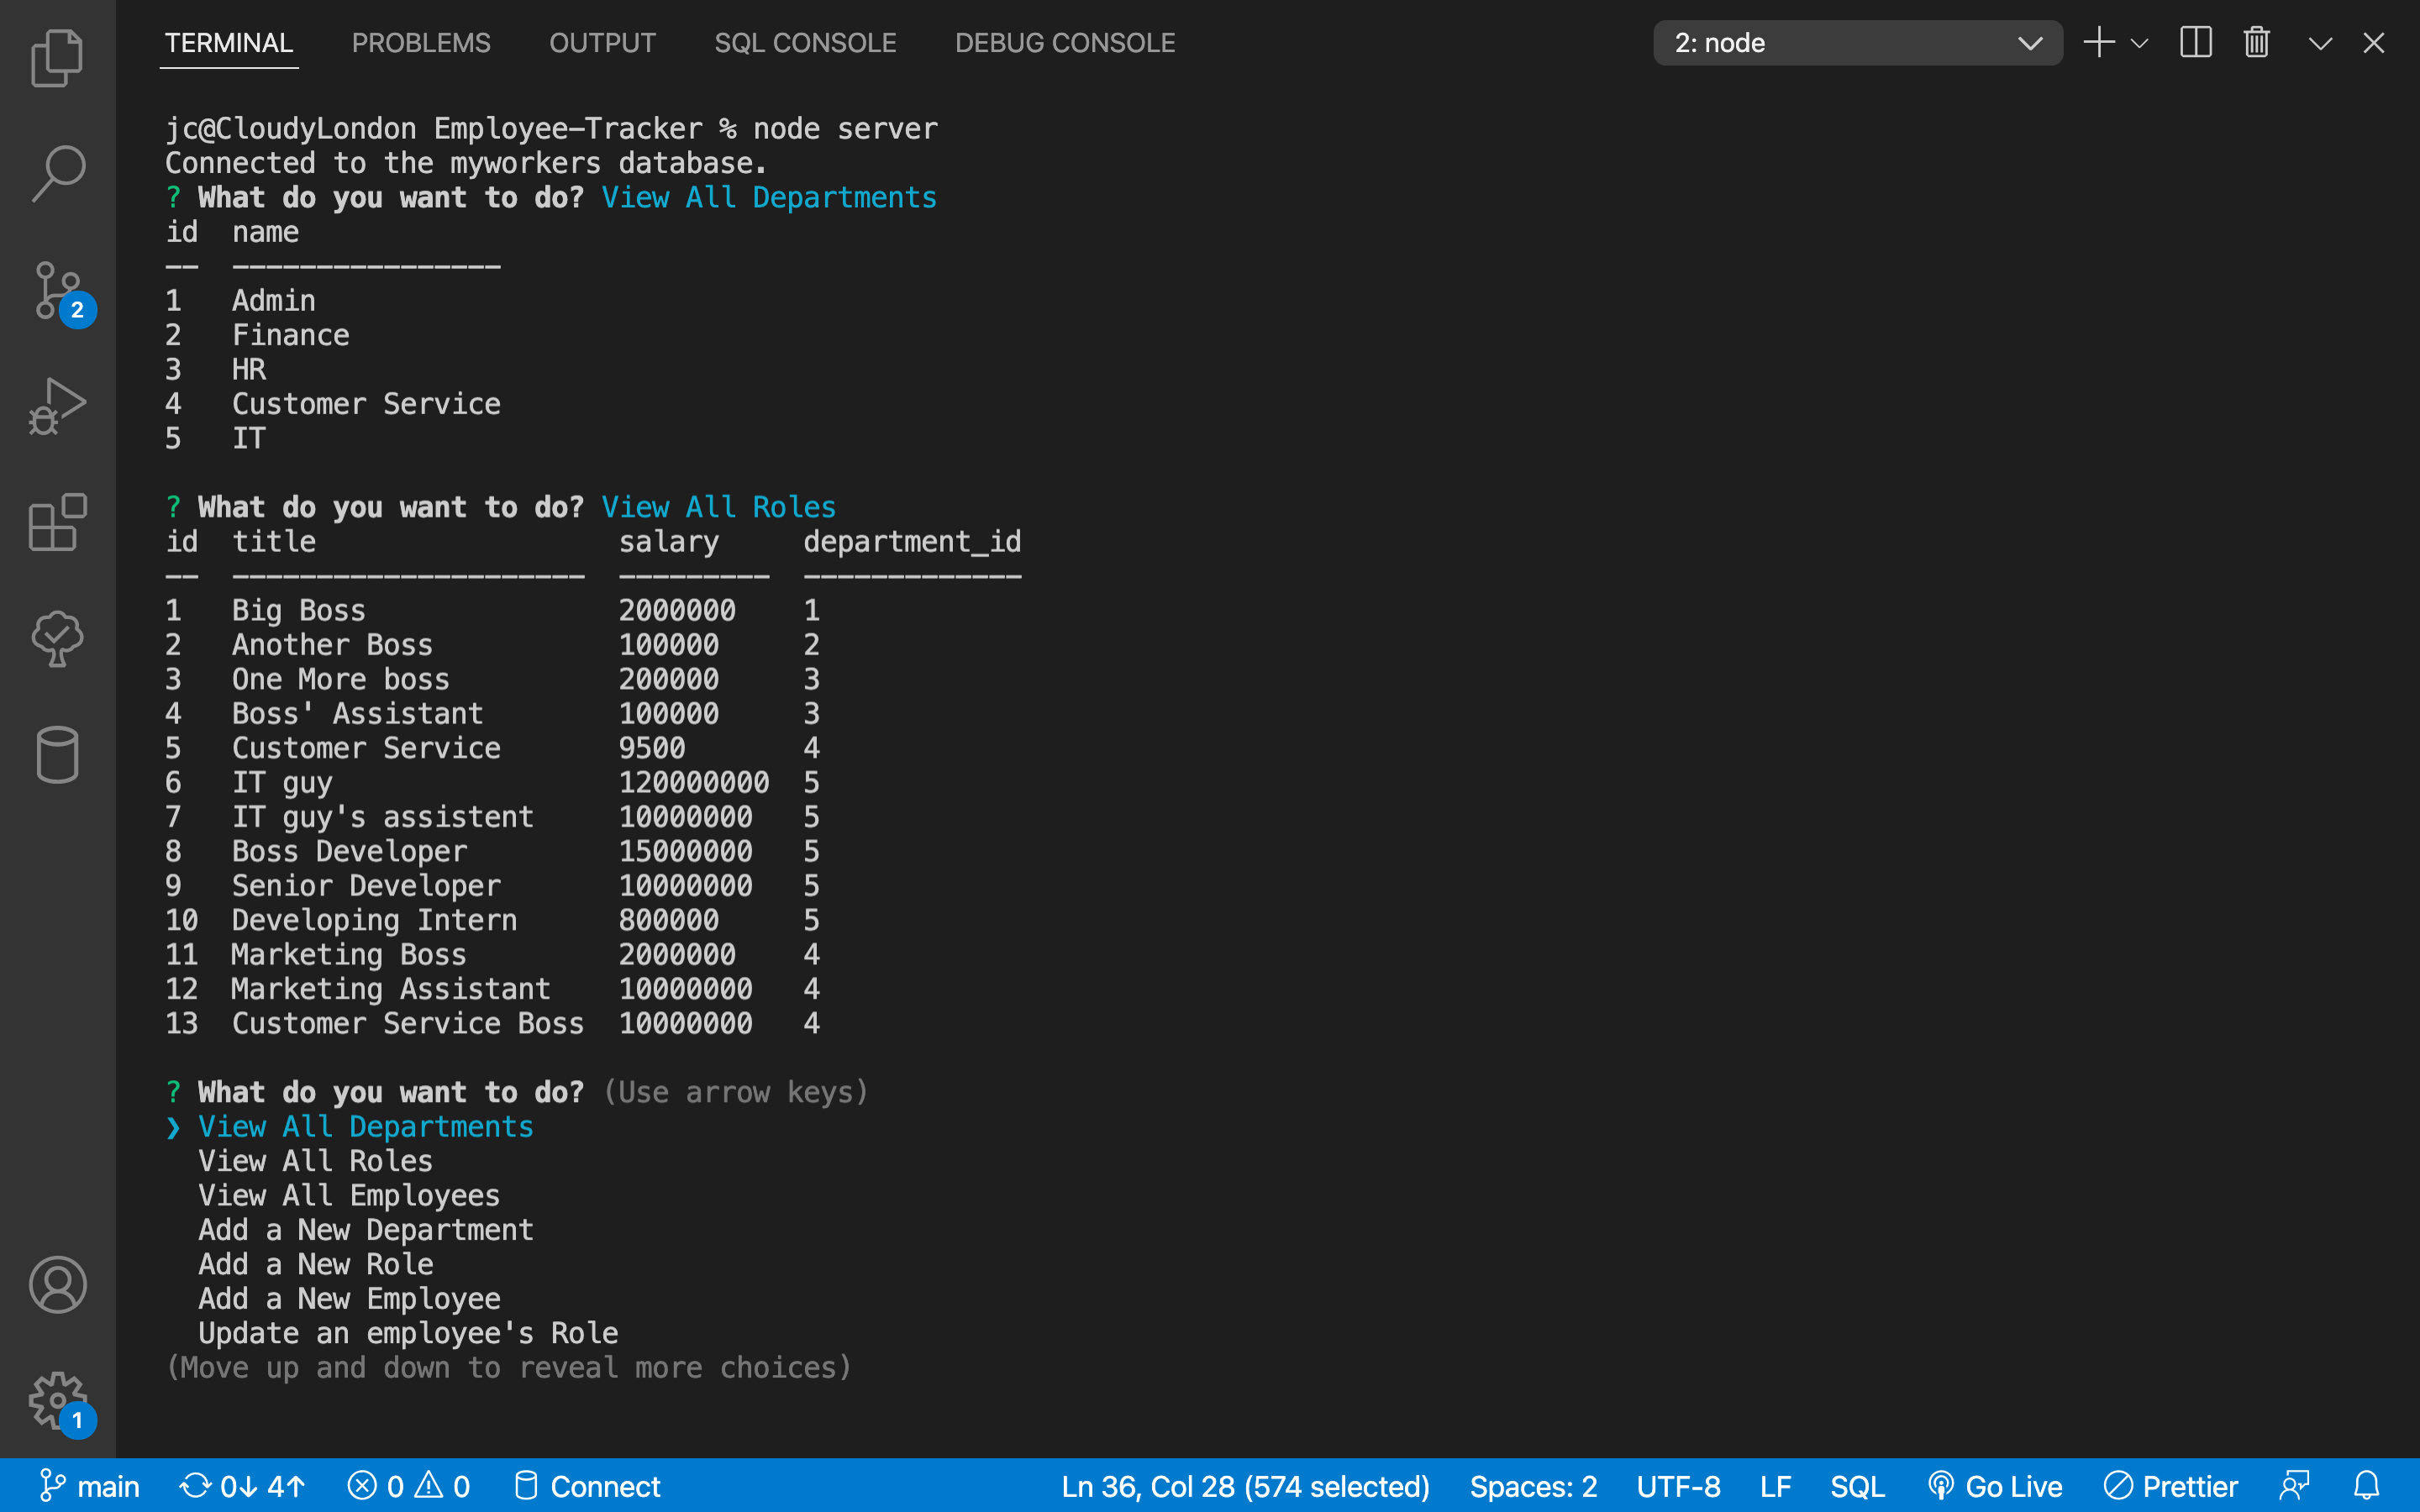 TERMINAL PROBLEMS OUTPUT SQL CONSOLE DEBUG CONSOLE 2: node
jc@CloudyLondon Employee-Tracker % node server
Connected to the myworkers database.
? What do you want to do? View All Departments
id  name
--  ----------------
1   Admin
2   Finance
3   HR
4   Customer Service
5   IT
? What do you want to do? View All Roles
id  title                  salary     department_id
--  ---------------------  ---------  -------------
1   Big Boss               2000000    1
2   Another Boss           100000     2
3   One More boss          200000     3
4   Boss' Assistant        100000     3
5   Customer Service       9500       4
6   IT guy                 120000000  5
7   IT guy's assistent     10000000   5
8   Boss Developer         15000000   5
9   Senior Developer       10000000   5
10  Developing Intern      800000     5
11  Marketing Boss         2000000    4
12  Marketing Assistant    10000000   4
13  Customer Service Boss  10000000   4
? What do you want to do? (Use arrow keys)
❯ View All Departments
View All Roles
View All Employees
Add a New Department
Add a New Role
Add a New Employee
Update an employee's Role
(Move up and down to reveal more choices)
2
1
main 0↓ 4↑ 0 0 Connect Ln 36, Col 28 (574 selected) Spaces: 2 UTF-8 LF SQL Go Live Prettier